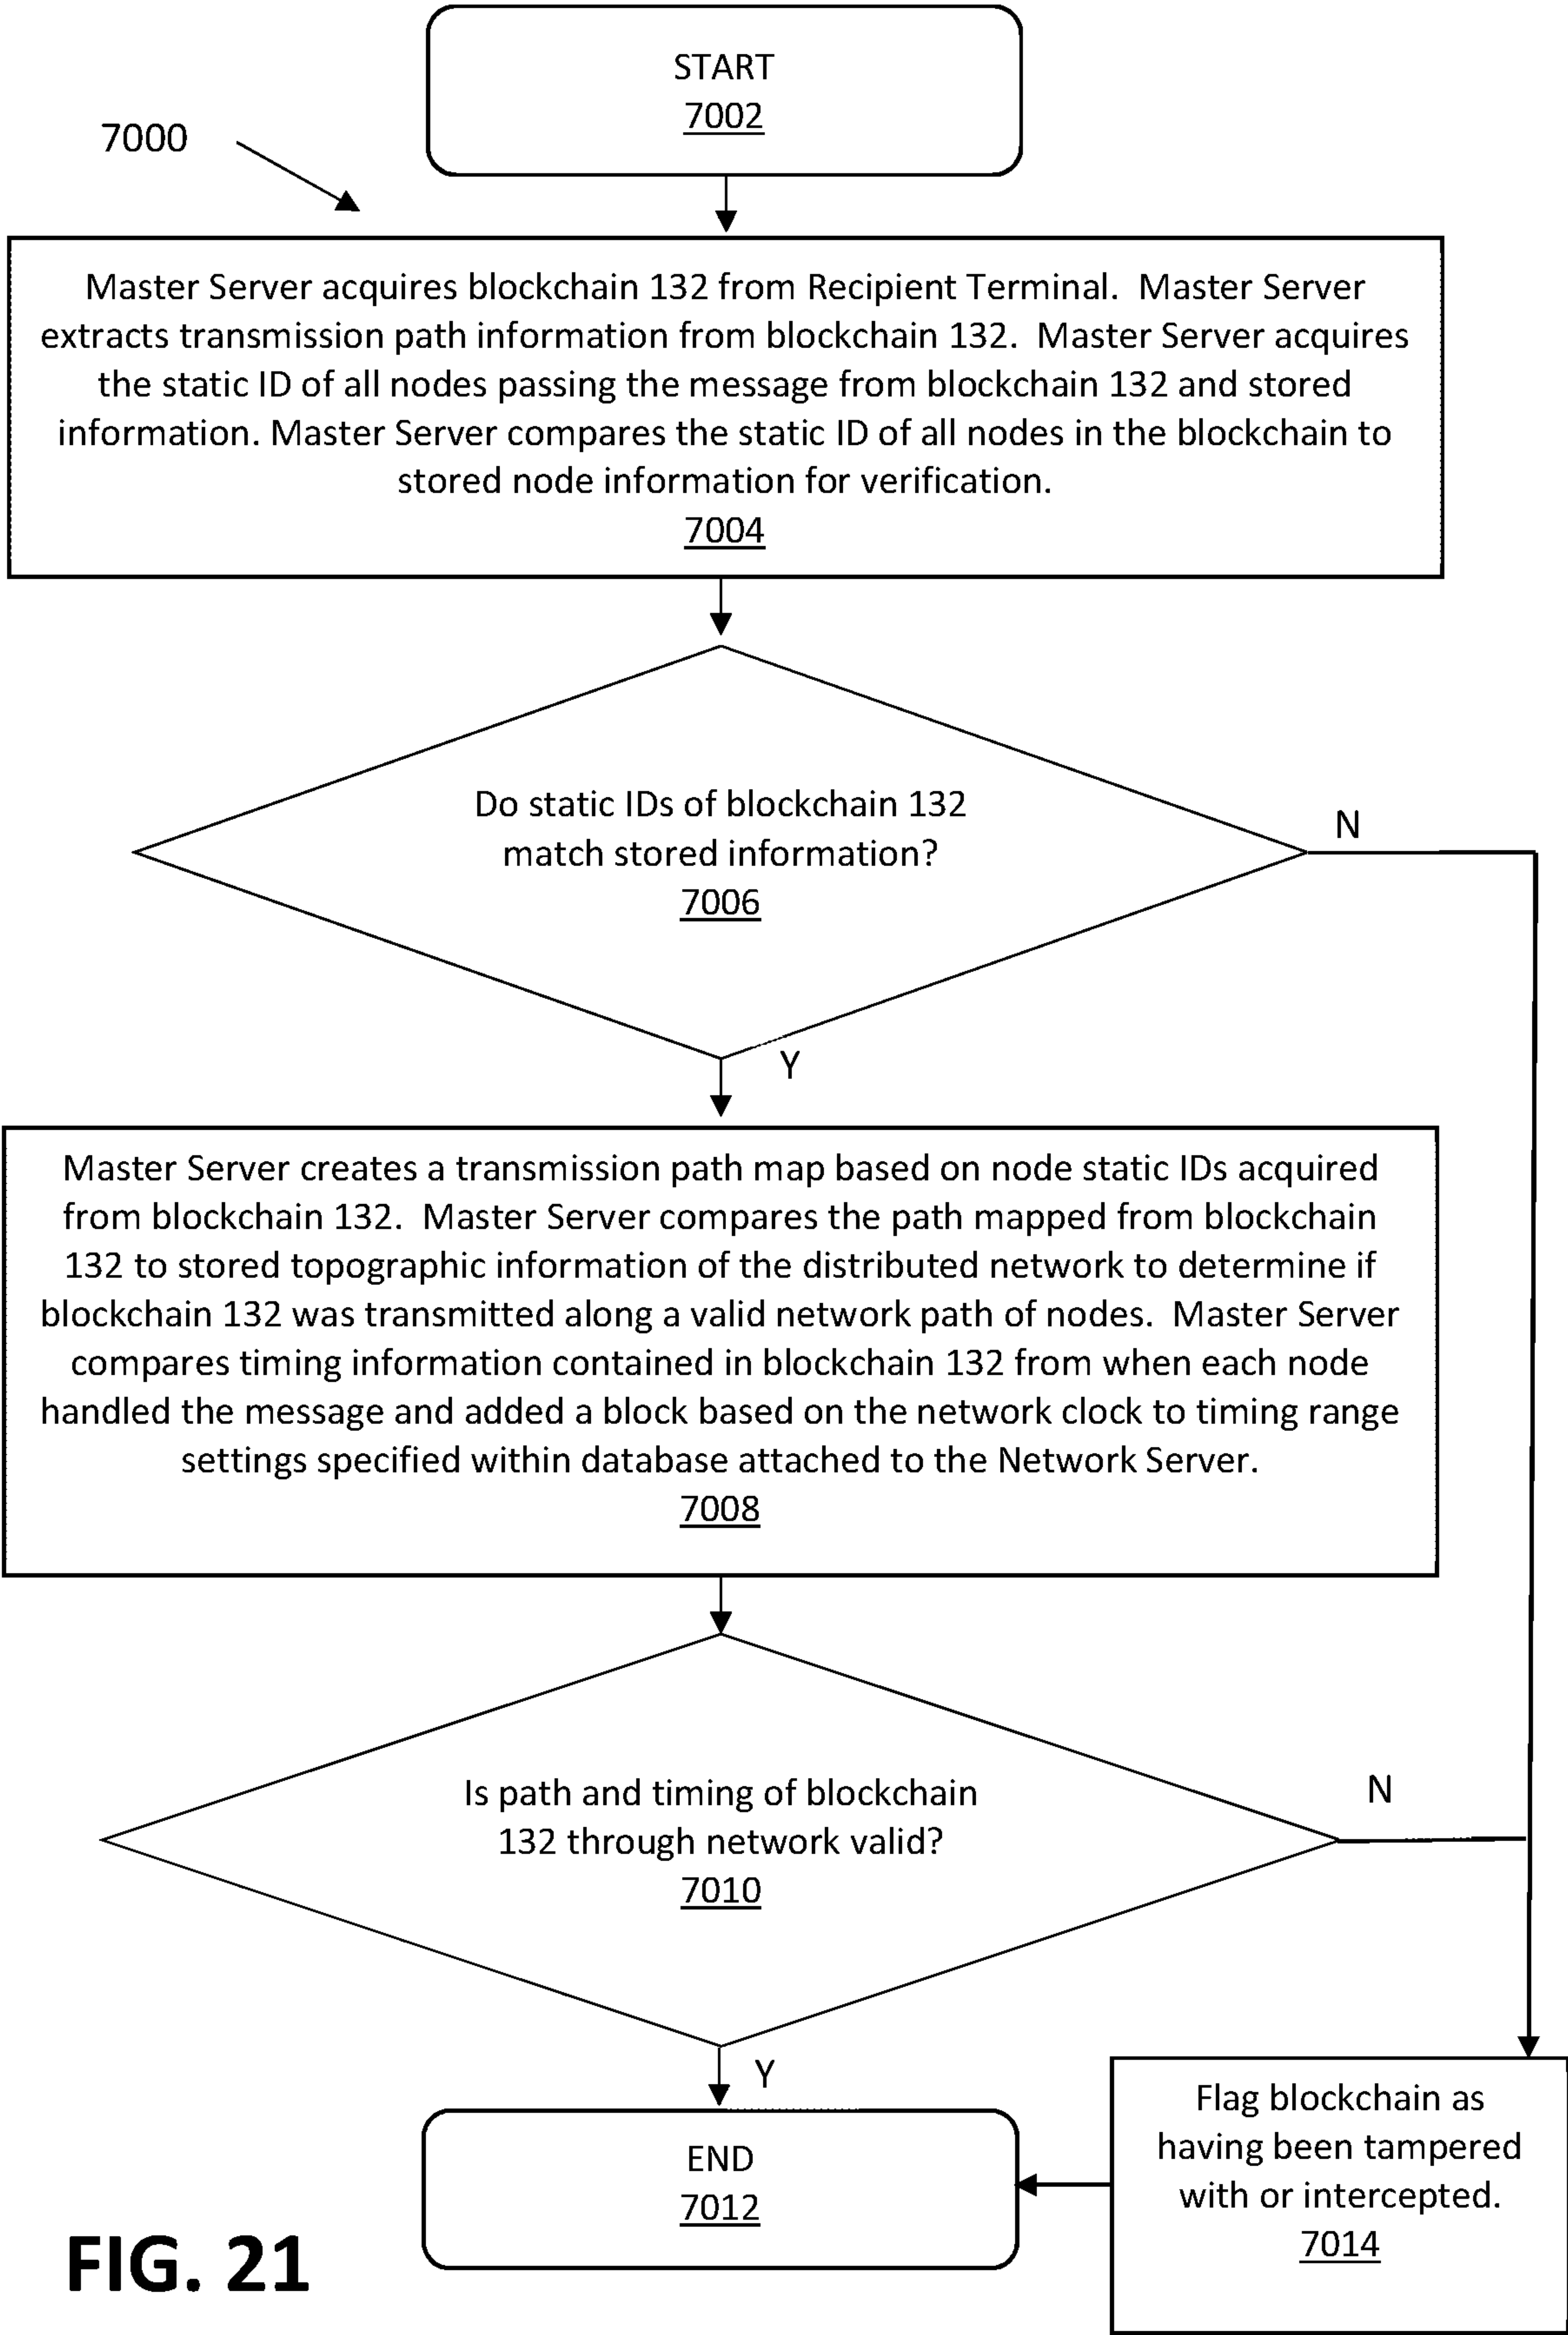 START
7002
7000
Master Server acquires blockchain 132 from Recipient Terminal. Master Server
extracts transmission path information from blockchain 132. Master Server acquires
the static ID of all nodes passing the message from blockchain 132 and stored
information. Master Server compares the static ID of all nodes in the blockchain to
stored node information for verification.
7004
Do static IDs of blockchain 132
match stored information?
7006
N
Y
Master Server creates a transmission path map based on node static IDs acquired
from blockchain 132. Master Server compares the path mapped from blockchain
132 to stored topographic information of the distributed network to determine if
blockchain 132 was transmitted along a valid network path of nodes. Master Server
compares timing information contained in blockchain 132 from when each node
handled the message and added a block based on the network clock to timing range
settings specified within database attached to the Network Server.
7008
Is path and timing of blockchain
132 through network valid?
7010
N
Y
END
7012
Flag blockchain as
having been tampered
with or intercepted.
7014
FIG. 21